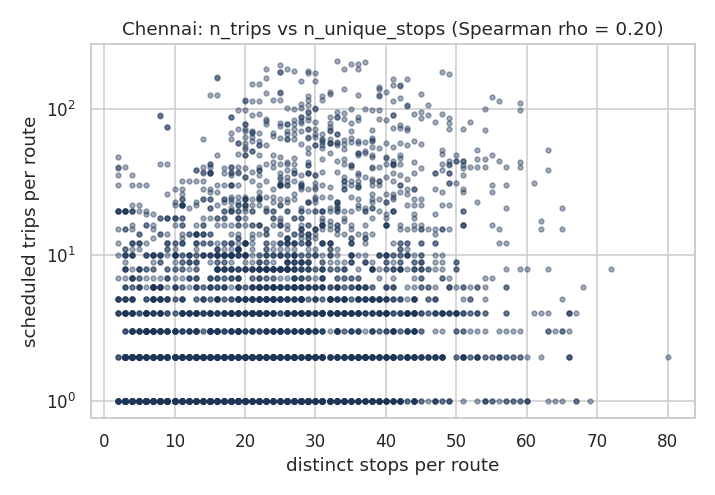 Chennai: n_trips vs n_unique_stops (Spearman rho = 0.20)
scheduled trips per route
10²
10¹
10⁰
0 10 20 30 40 50 60 70 80
distinct stops per route